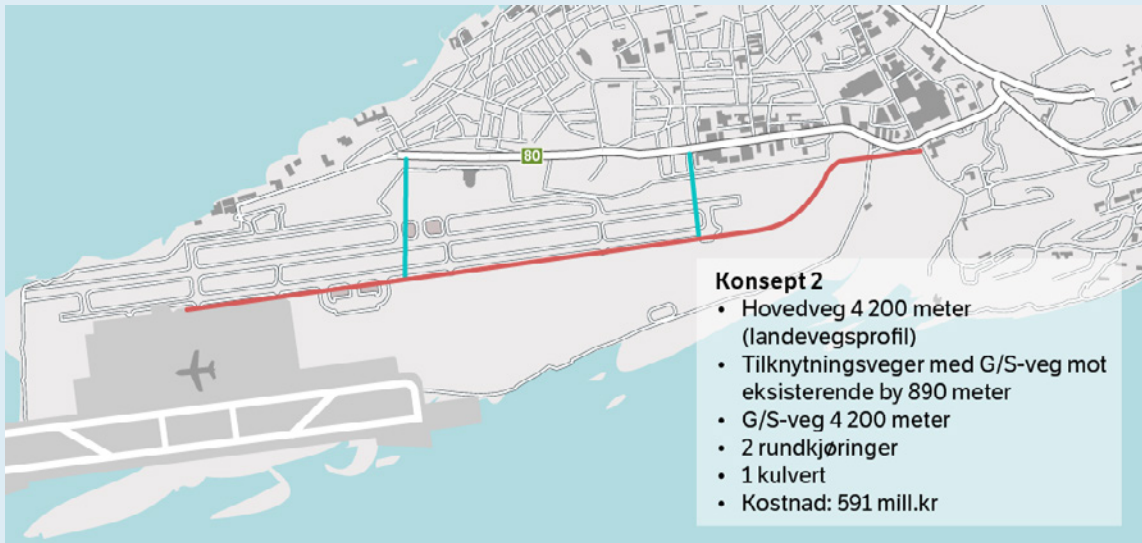 80
Konsept 2
• Hovedveg 4 200 meter
(landevegsprofil)
• Tilknytningsveger med G/S-veg mot
eksisterende by 890 meter
• G/S-veg 4 200 meter
• 2 rundkjøringer
• 1 kulvert
• Kostnad: 591 mill.kr